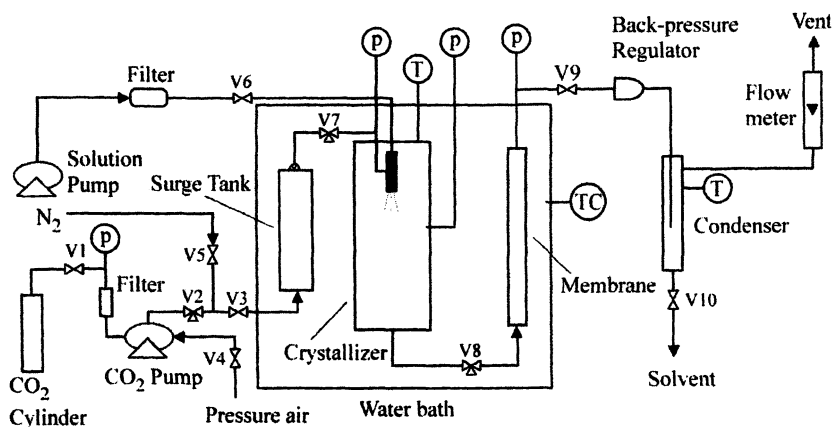 Vent
p
p
p
Back-pressure
Regulator
T
V9
Filter
V6
Flow
meter
V7
Solution
Pump
Surge Tank
T
TC
Condenser
N2
V1
p
V5
Filter
V2
V3
Membrane
V10
V4
Crystallizer
V8
CO2 Pump
CO2
Cylinder
Pressure air
Water bath
Solvent